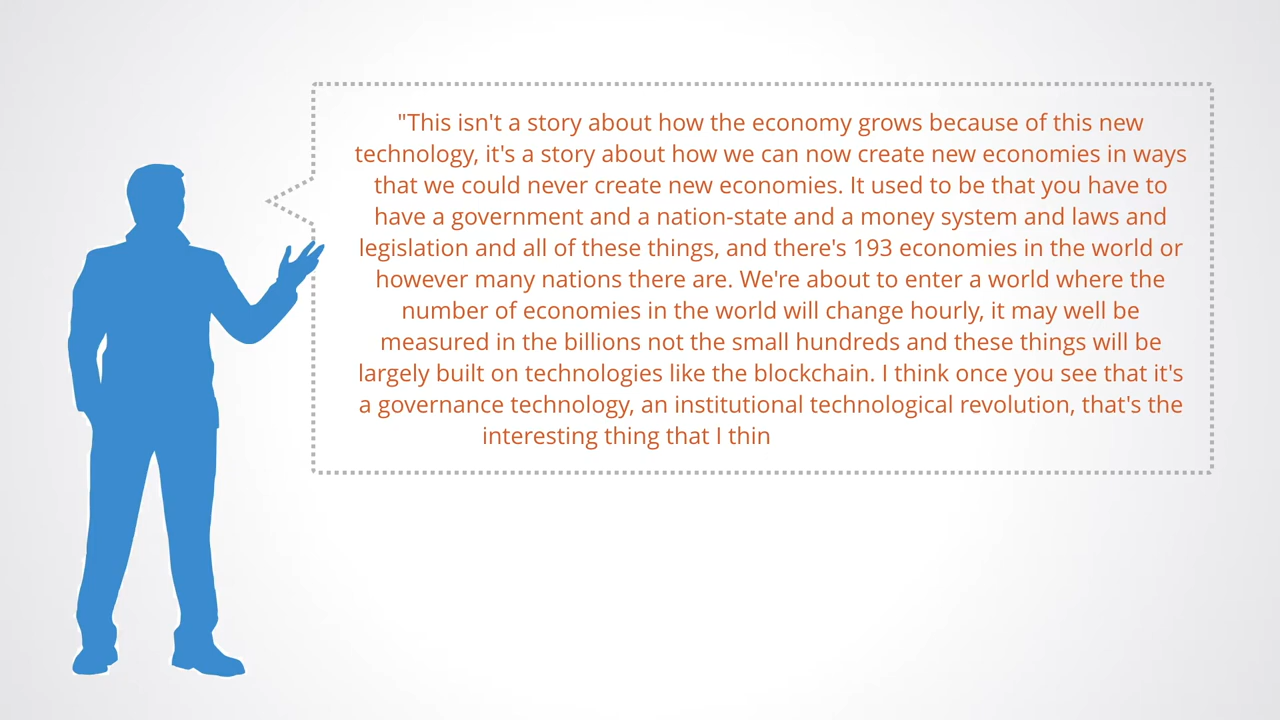 "This isn't a story about how the economy grows because of this new
technology, it's a story about how we can now create new economies in ways
that we could never create new economies. It used to be that you have to
have a government and a nation-state and a money system and laws and
legislation and all of these things, and there's 193 economies in the world or
however many nations there are. We're about to enter a world where the
number of economies in the world will change hourly, it may well be
measured in the billions not the small hundreds and these things will be
largely built on technologies like the blockchain. I think once you see that it's
a governance technology, an institutional technological revolution, that's the
interesting thing that I thin